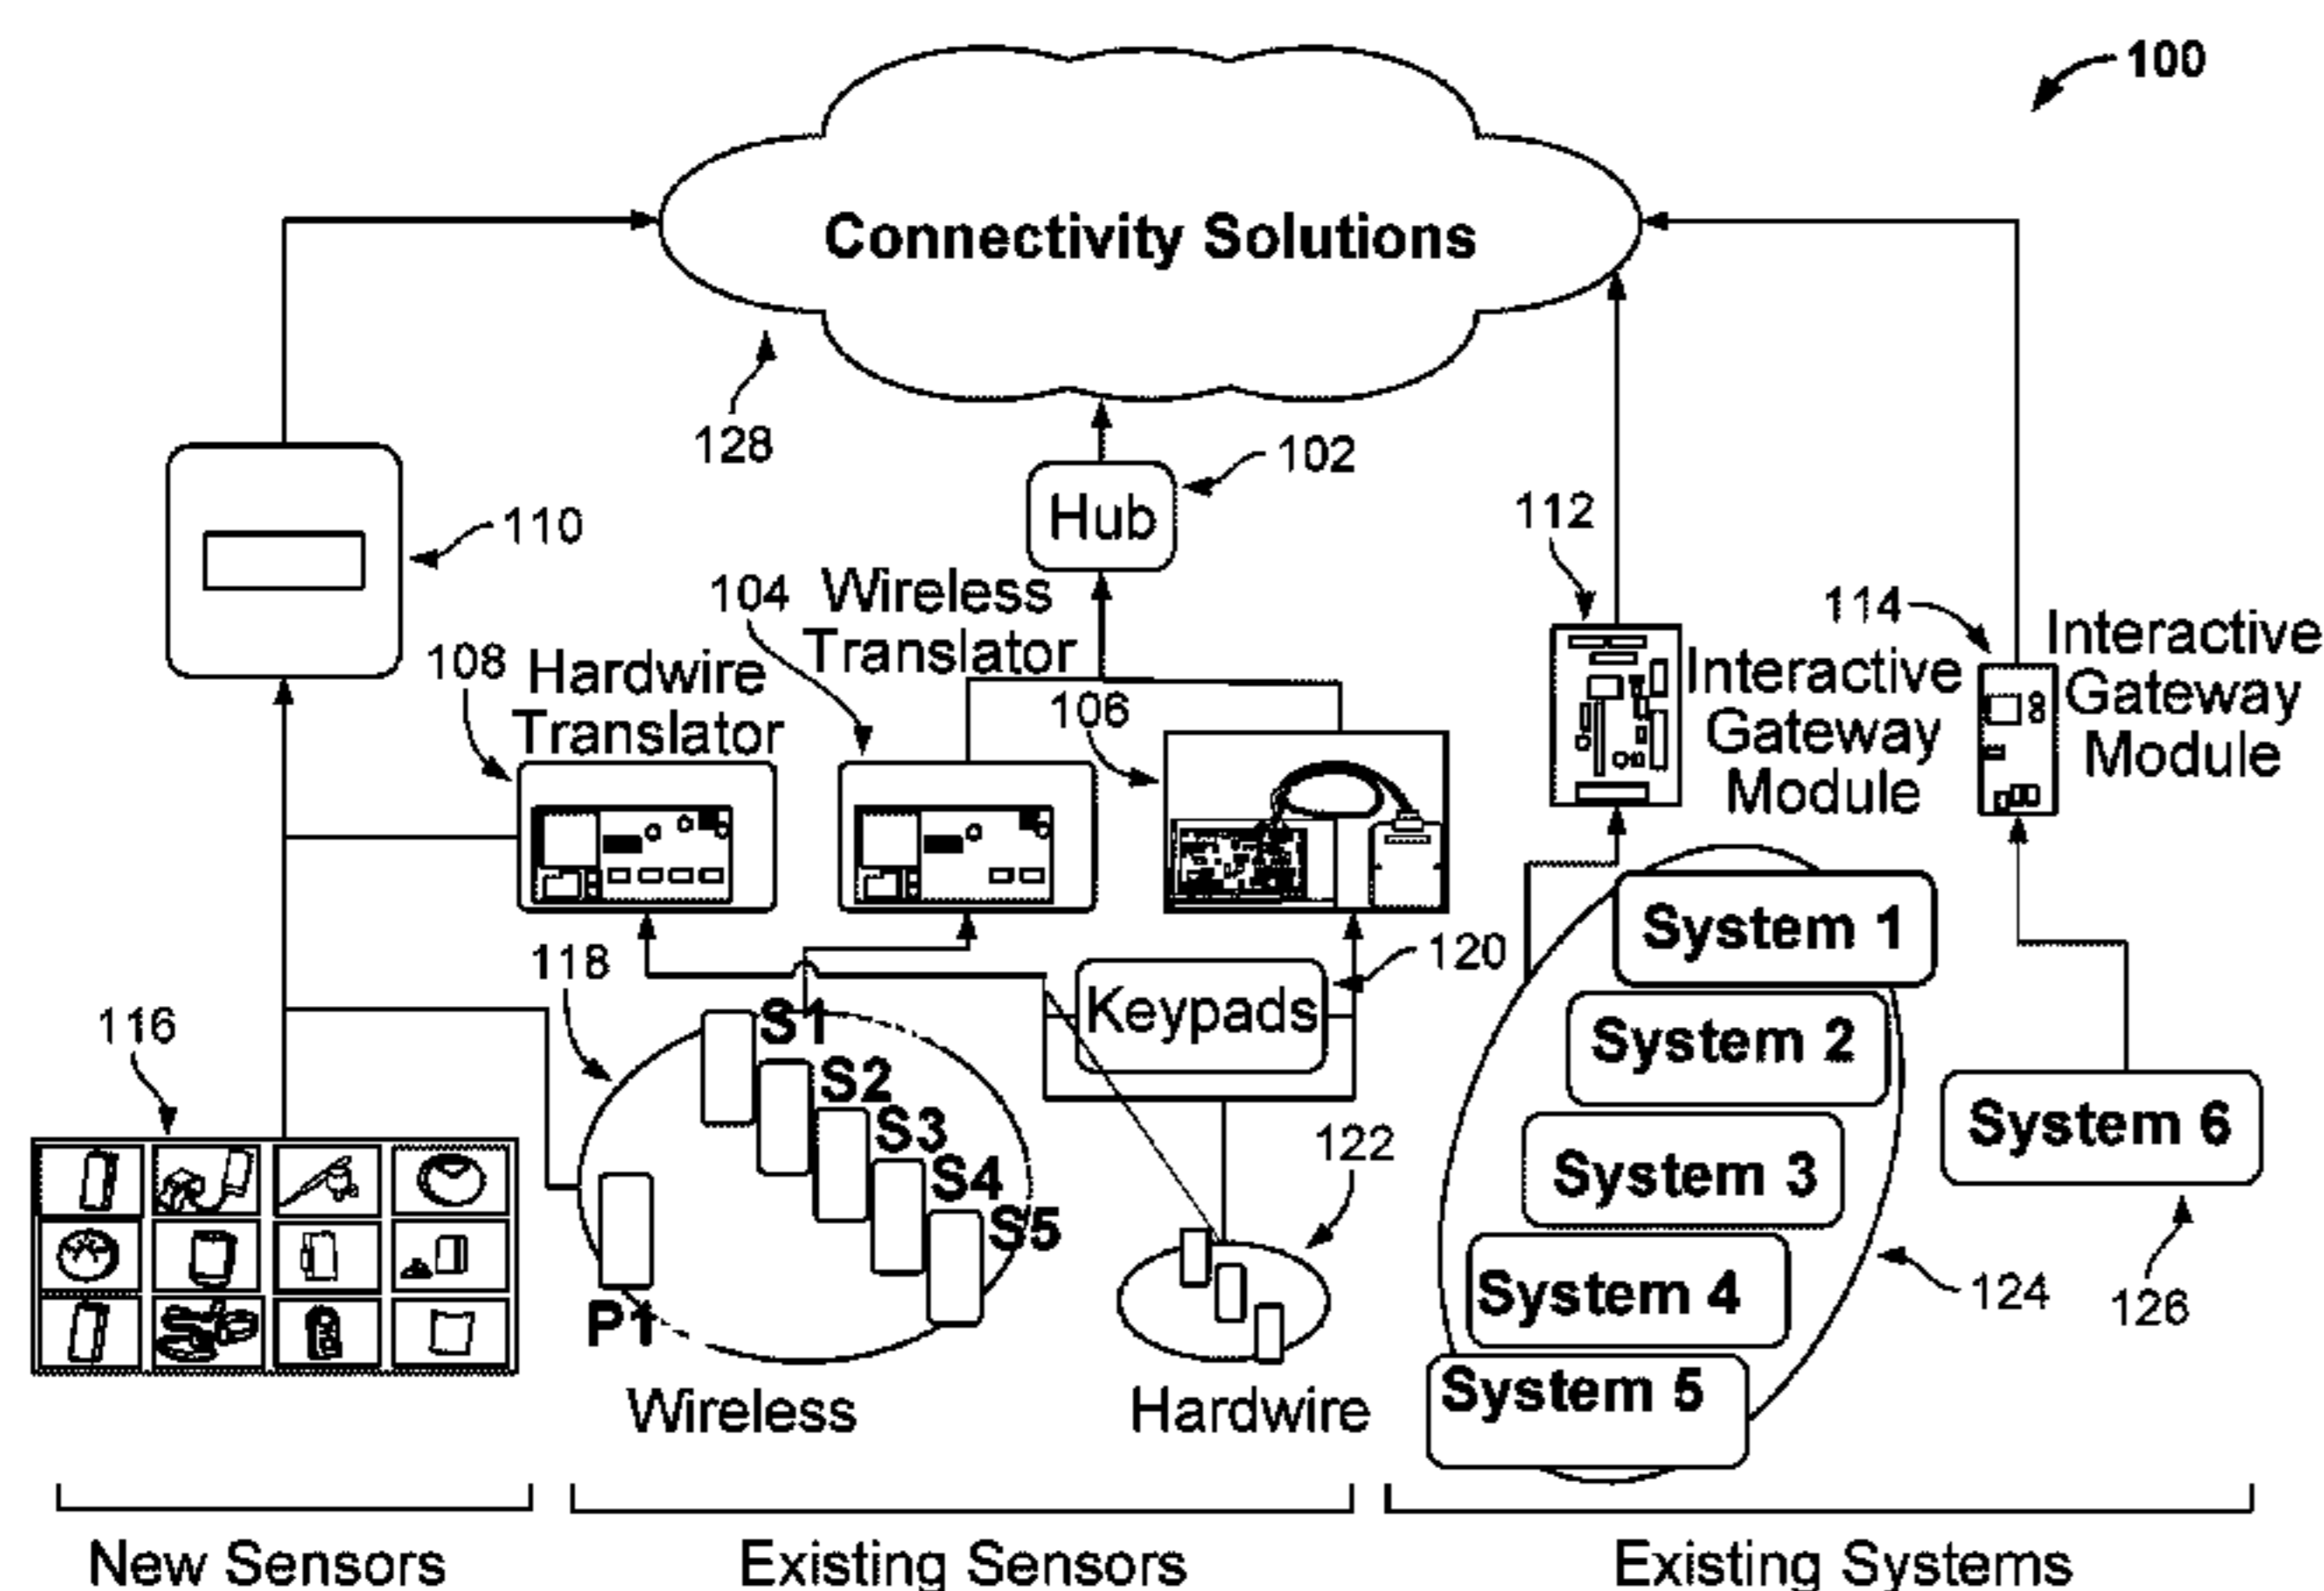 100
Connectivity Solutions
128
102
Hub
110
112
104
Wireless
Translator
114
Interactive
Gateway
Module
108
Hardwire
Translator
106
Interactive
Gateway
Module
118
120
Keypads
System 1
116
S1
S2
S3
S4
S5
P1
System 2
System 3
System 4
System 5
122
System 6
124
126
Wireless
Hardwire
New Sensors
Existing Sensors
Existing Systems